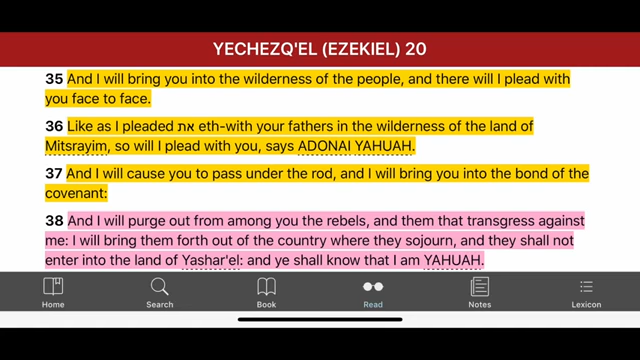 YECHEZQ'EL (EZEKIEL) 20
35 And I will bring you into the wilderness of the people, and there will I plead with
you face to face.
36 Like as I pleaded את eth-with your fathers in the wilderness of the land of
Mitsrayim, so will I plead with you, says ADONAI YAHUAH.
37 And I will cause you to pass under the rod, and I will bring you into the bond of the
covenant:
38 And I will purge out from among you the rebels, and them that transgress against
me: I will bring them forth out of the country where they sojourn, and they shall not
enter into the land of Yashar'el: and ye shall know that I am YAHUAH.
Home Search Book Read Notes Lexicon